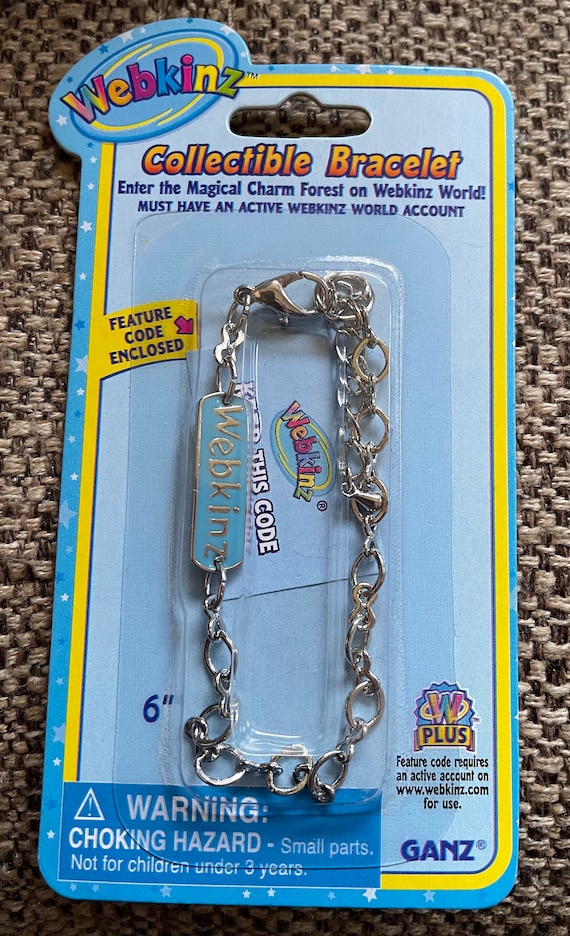 Webkinz™
Collectible Bracelet
Enter the Magical Charm Forest on Webkinz World!
MUST HAVE AN ACTIVE WEBKINZ WORLD ACCOUNT
FEATURE
CODE
ENCLOSED
Webkinz
Webkinz®
THIS CODE
6"
W
PLUS
Feature code requires
an active account on
www.webkinz.com
for use.
WARNING:
CHOKING HAZARD - Small parts.
Not for children under 3 years.
GANZ®